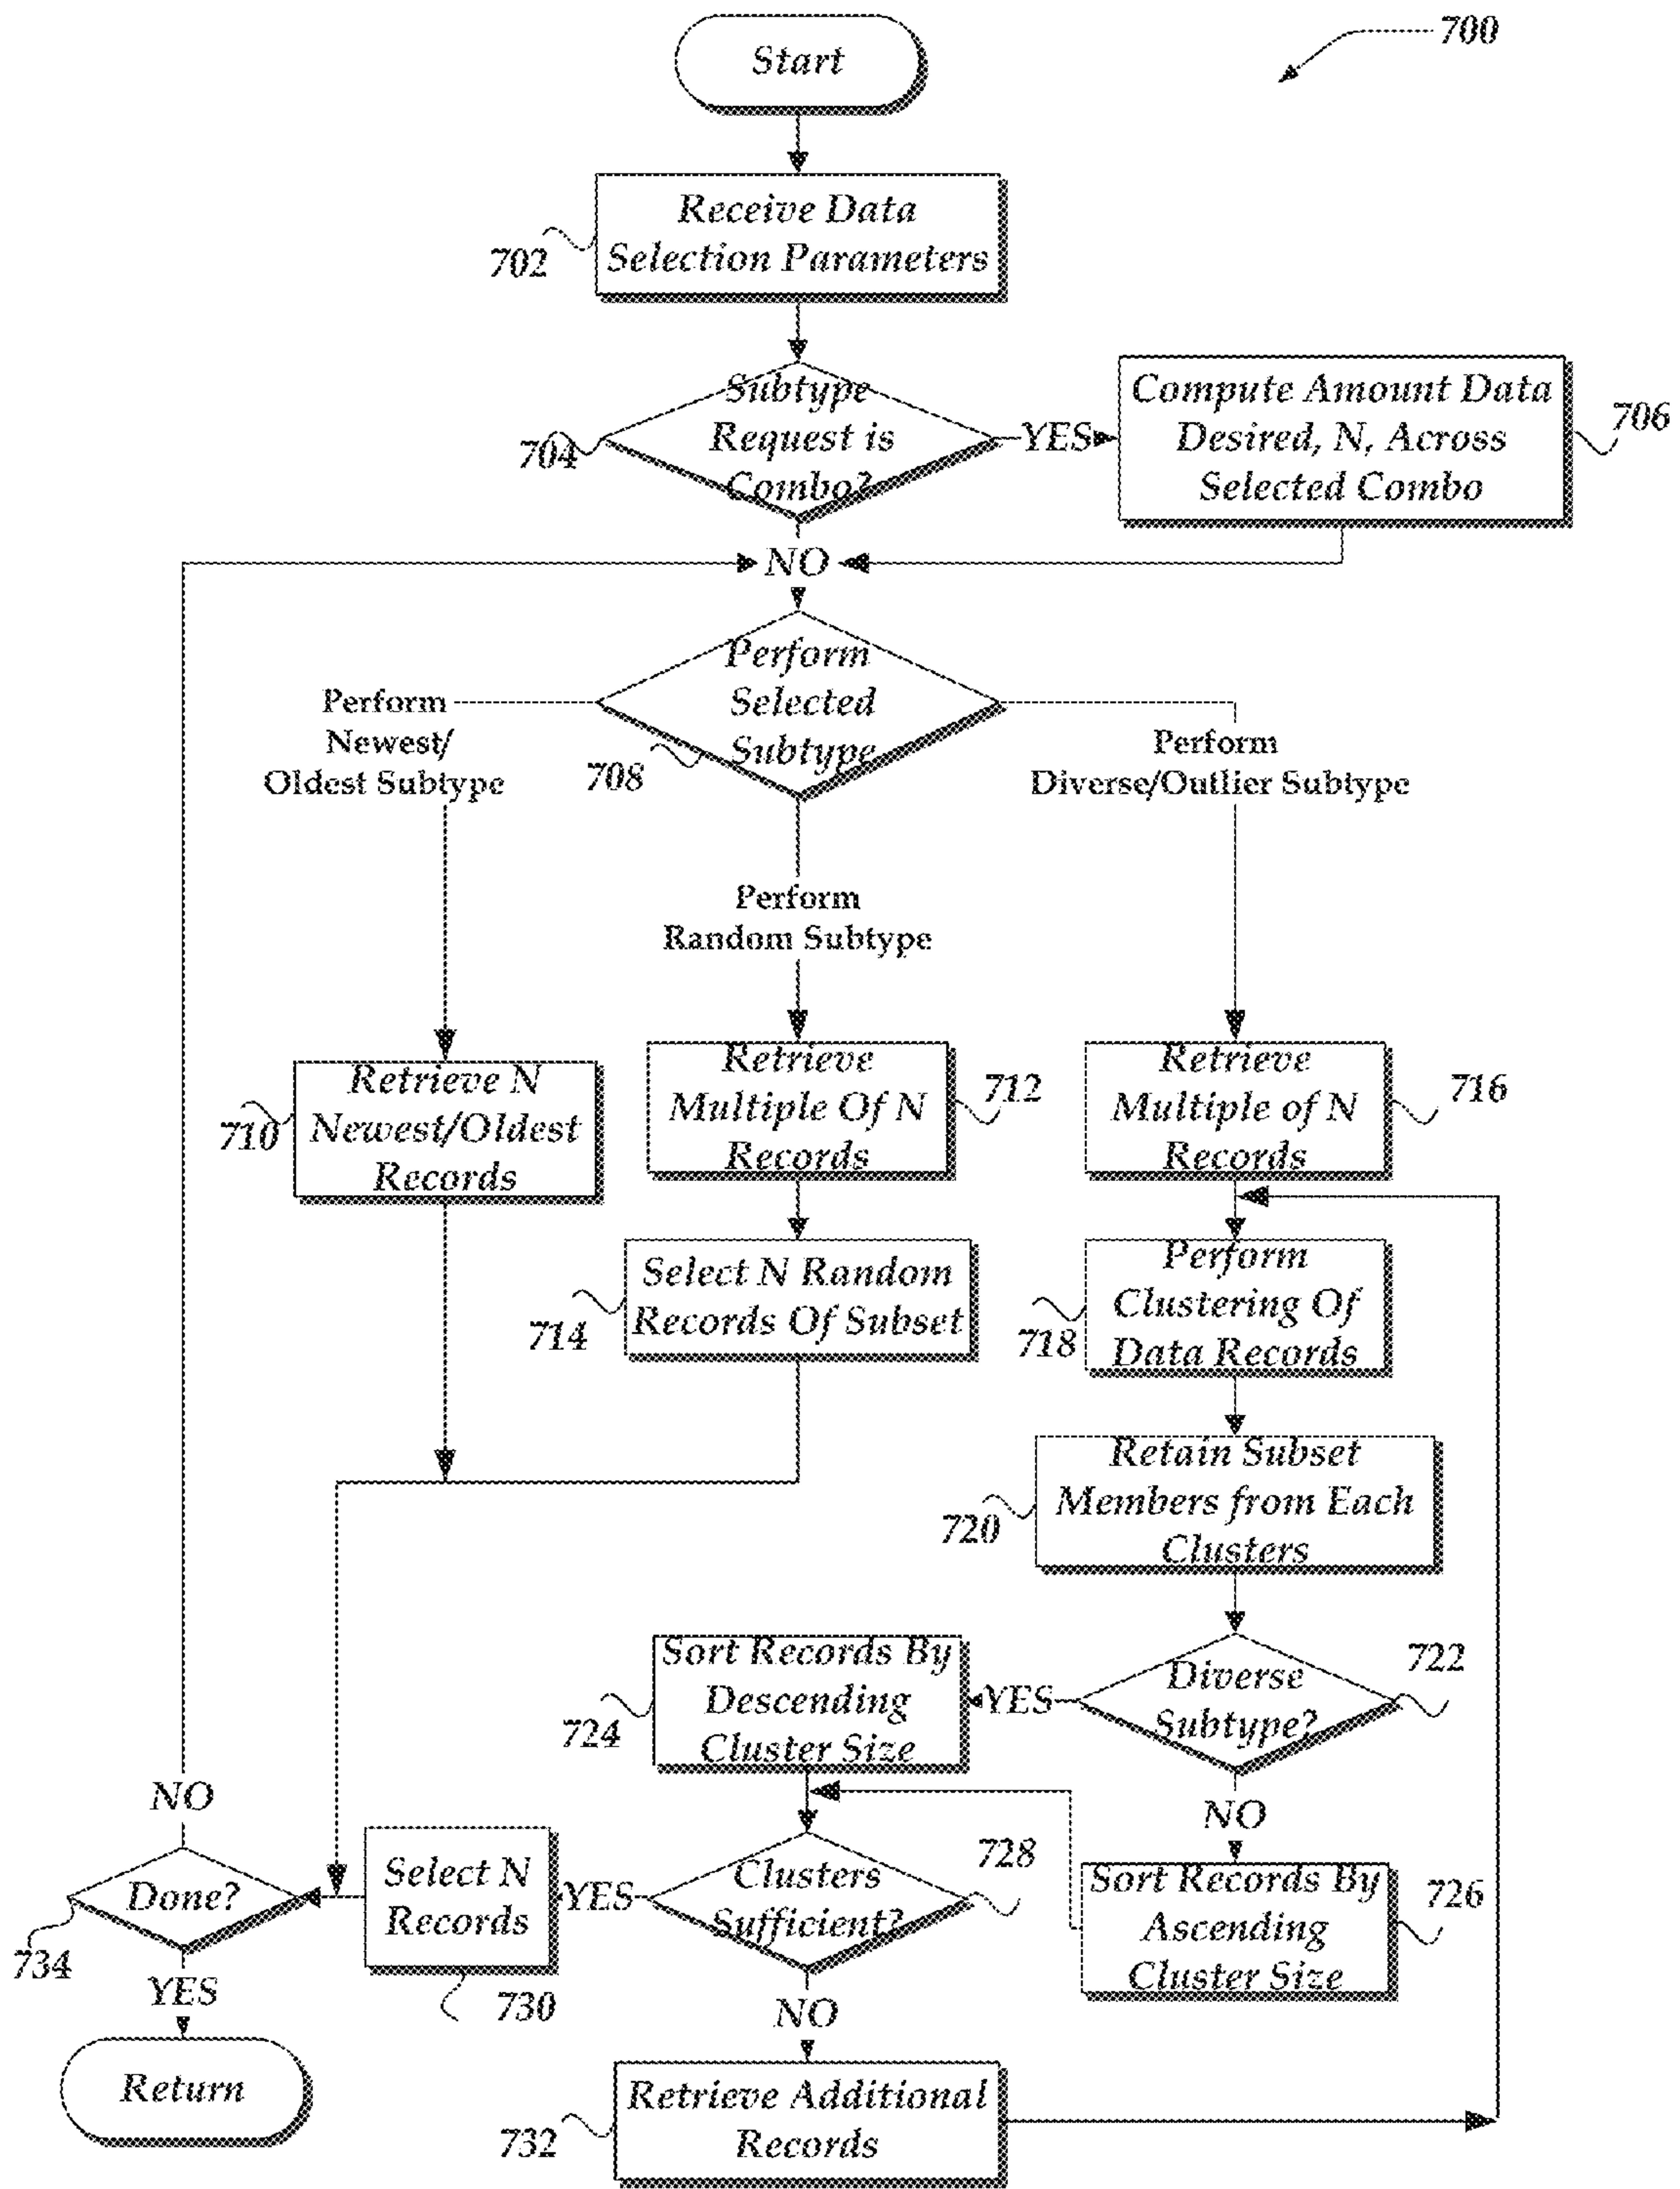 700
Start
Receive Data
Selection Parameters
702
Subtype
Request is
Combo?
704
YES
Compute Amount Data
Desired, N, Across
Selected Combo
706
NO
Perform
Selected
Subtype
708
Perform
Newest/
Oldest Subtype
Perform
Diverse/Outlier Subtype
Perform
Random Subtype
Retrieve N
Newest/Oldest
Records
710
Retrieve
Multiple Of N
Records
712
Retrieve
Multiple of N
Records
716
Select N Random
Records Of Subset
714
Perform
Clustering Of
Data Records
718
Retain Subset
Members from Each
Clusters
720
Diverse
Subtype?
722
YES
Sort Records By
Descending
Cluster Size
724
NO
Sort Records By
Ascending
Cluster Size
726
Clusters
Sufficient?
728
YES
Select N
Records
730
NO
Retrieve Additional
Records
732
NO
Done?
734
YES
Return